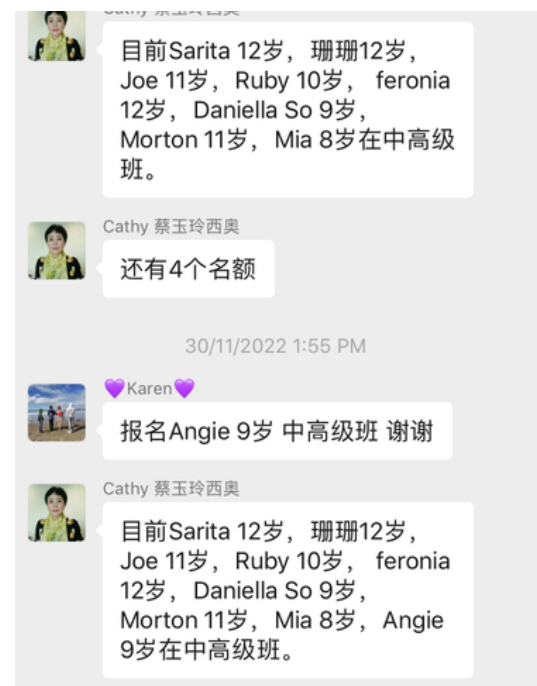 Cathy 蔡玉玲西奥
目前Sarita 12岁，珊珊12岁，
Joe 11岁，Ruby 10岁， feronia
12岁，Daniella So 9岁，
Morton 11岁，Mia 8岁在中高级
班。
Cathy 蔡玉玲西奥
还有4个名额
30/11/2022 1:55 PM
💜Karen💜
报名Angie 9岁 中高级班 谢谢
Cathy 蔡玉玲西奥
目前Sarita 12岁，珊珊12岁，
Joe 11岁，Ruby 10岁， feronia
12岁，Daniella So 9岁，
Morton 11岁，Mia 8岁，Angie
9岁在中高级班。